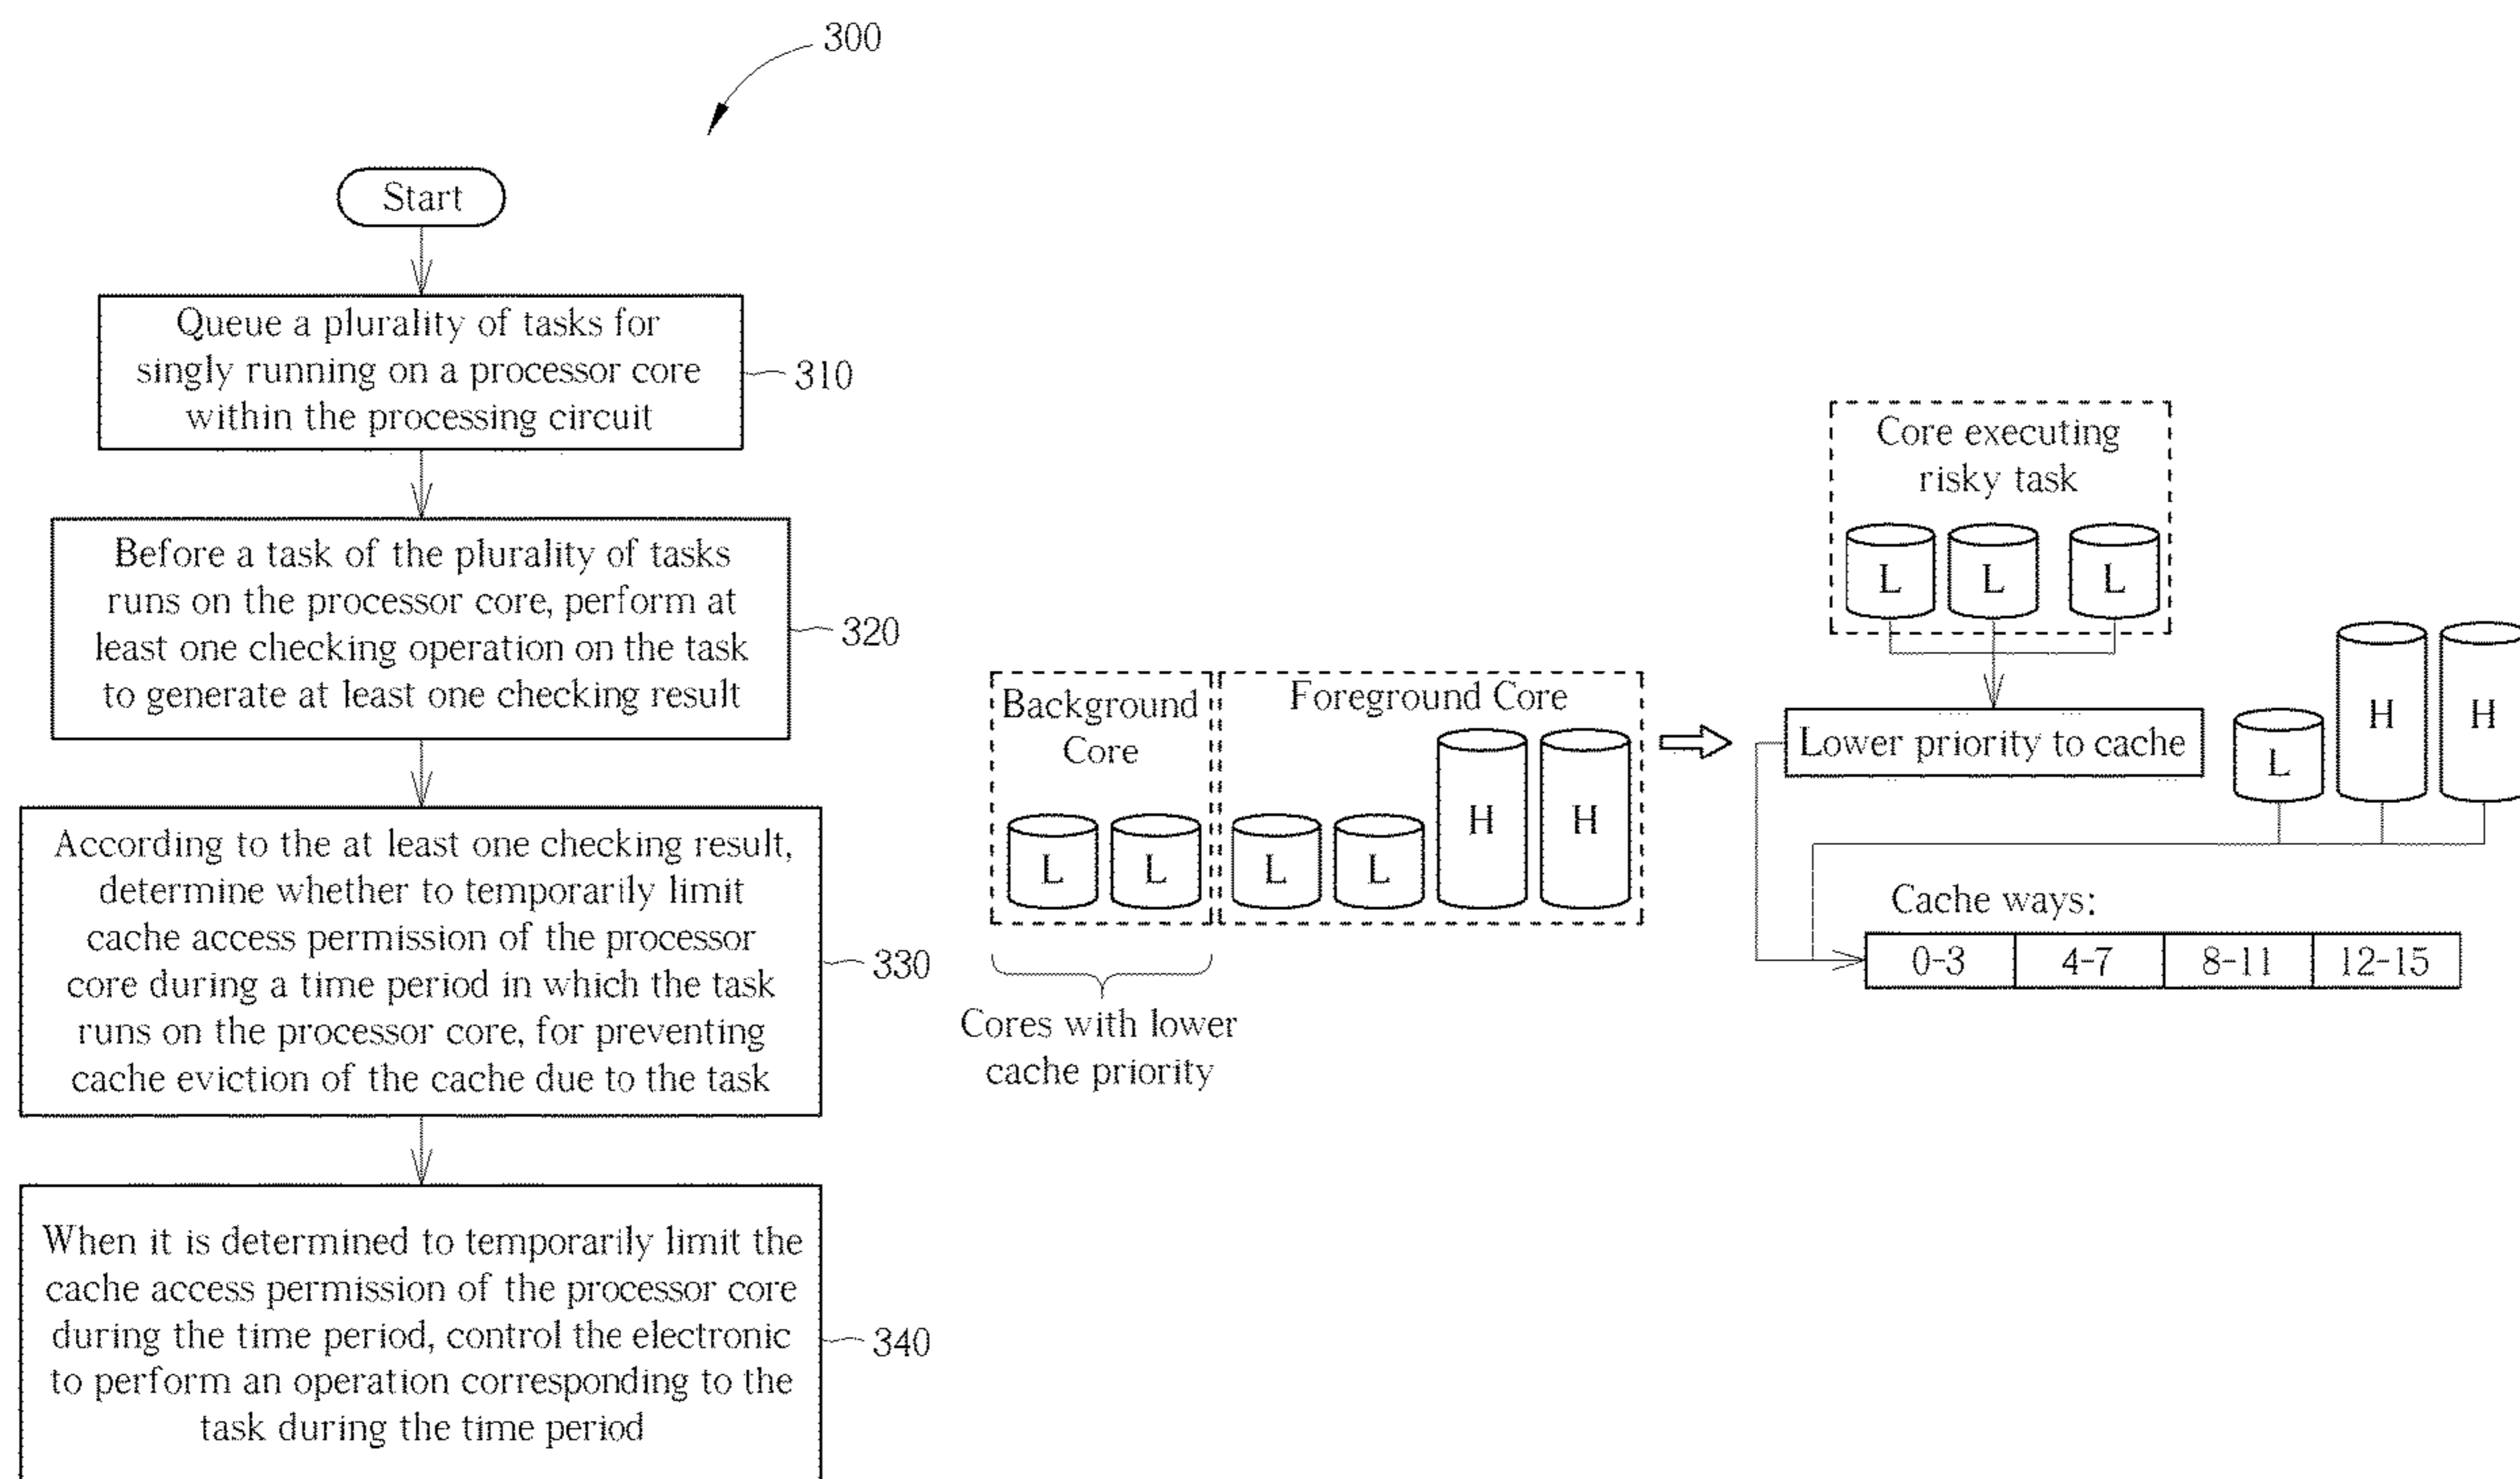 300
Start
Queue a plurality of tasks for
singly running on a processor core
within the processing circuit
310
Before a task of the plurality of tasks
runs on the processor core, perform at
least one checking operation on the task
to generate at least one checking result
320
According to the at least one checking result,
determine whether to temporarily limit
cache access permission of the processor
core during a time period in which the task
runs on the processor core, for preventing
cache eviction of the cache due to the task
330
When it is determined to temporarily limit the
cache access permission of the processor core
during the time period, control the electronic
to perform an operation corresponding to the
task during the time period
340
Background
Core
L L
Foreground Core
L L H H
Cores with lower
cache priority
Core executing
risky task
L L L
Lower priority to cache
L H H
Cache ways:
0-3 4-7 8-11 12-15